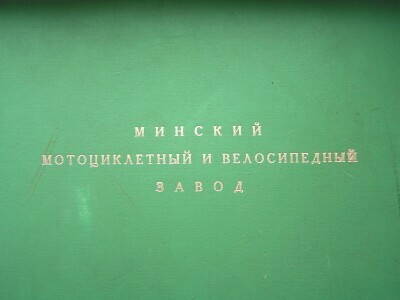 МИНСКИЙ
МОТОЦИКЛЕТНЫЙ И ВЕЛОСИПЕДНЫЙ
ЗАВОД